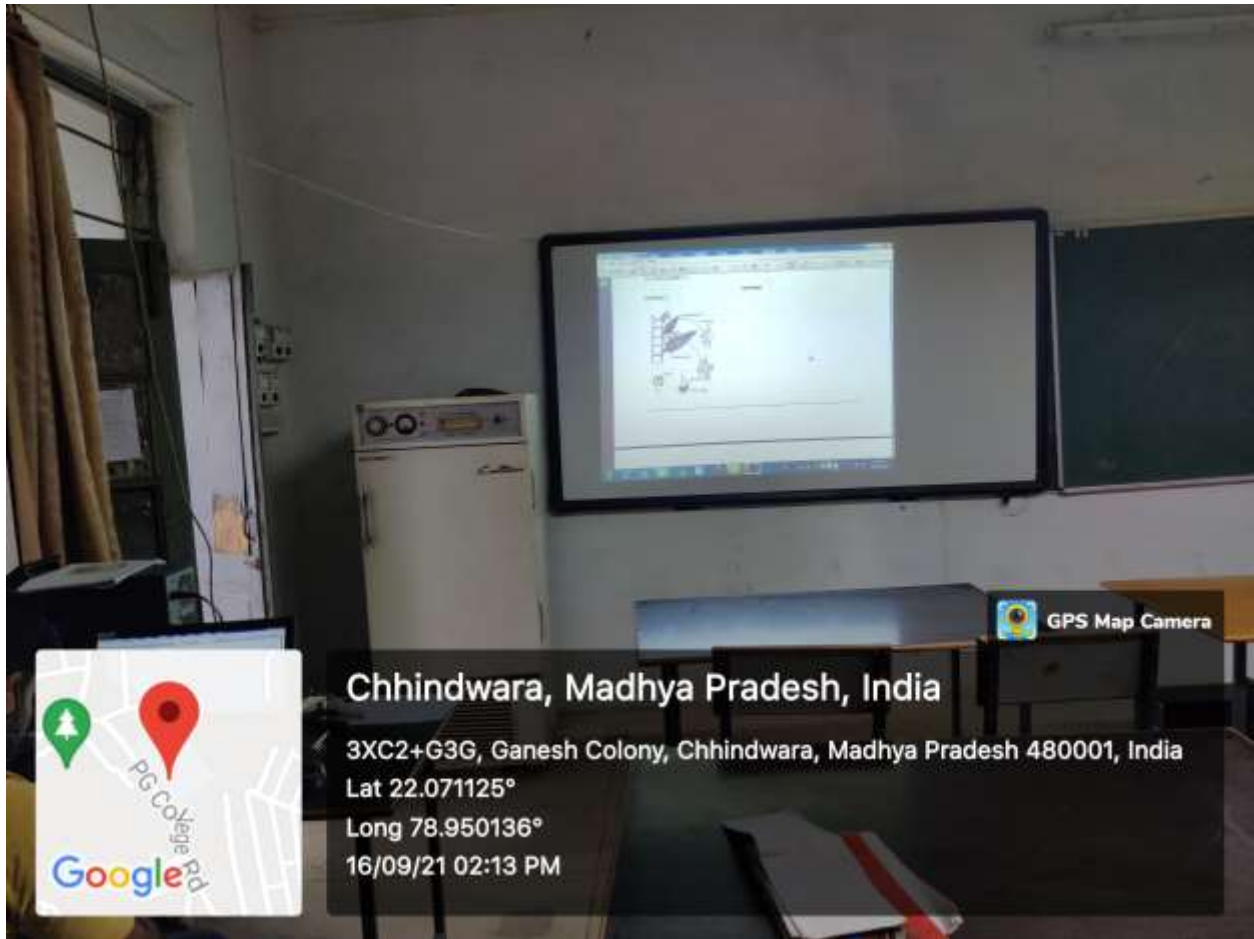 GPS Map Camera
Chhindwara, Madhya Pradesh, India
3XC2+G3G, Ganesh Colony, Chhindwara, Madhya Pradesh 480001, India
Lat 22.071125°
Long 78.950136°
16/09/21 02:13 PM
PG College Rd
Google